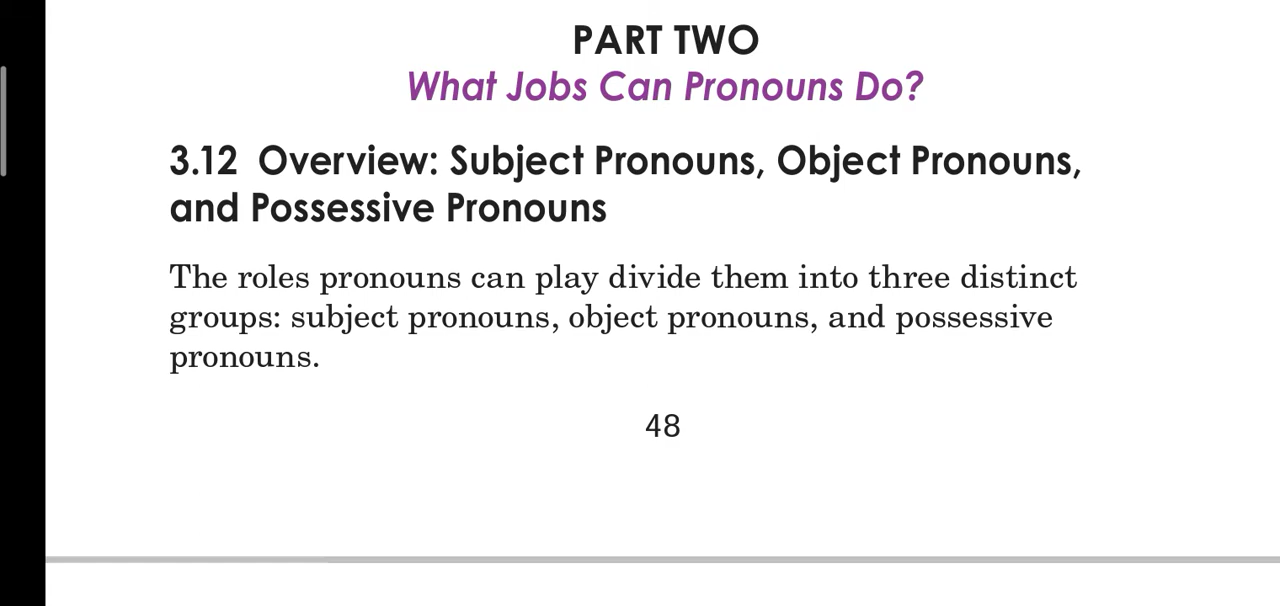 PART TWO
What Jobs Can Pronouns Do?
3.12 Overview: Subject Pronouns, Object Pronouns,
and Possessive Pronouns
The roles pronouns can play divide them into three distinct
groups: subject pronouns, object pronouns, and possessive
pronouns.
48